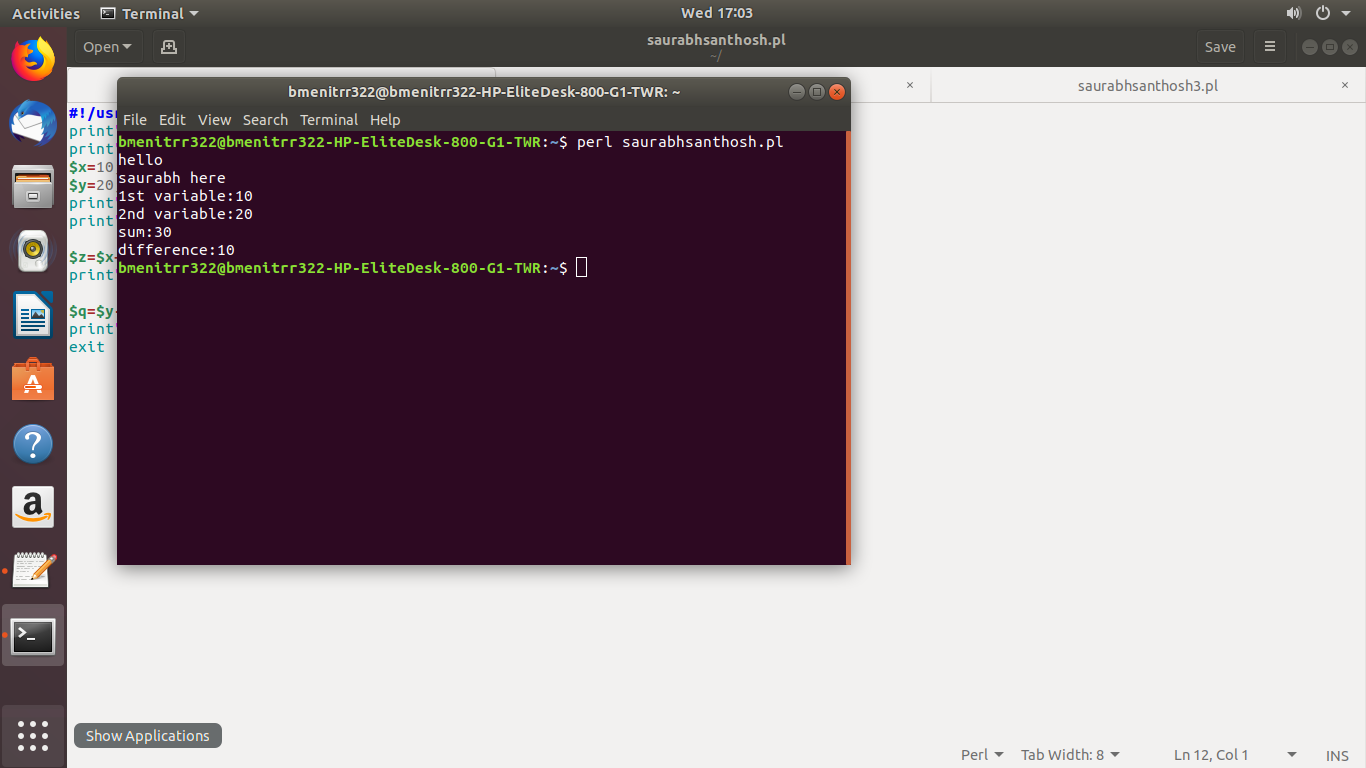 Activities Terminal Wed 17:03
Open saurabhsanthosh.pl Save
~/
saurabhsanthosh3.pl
bmenitrr322@bmenitrr322-HP-EliteDesk-800-G1-TWR: ~
File Edit View Search Terminal Help
bmenitrr322@bmenitrr322-HP-EliteDesk-800-G1-TWR:~$ perl saurabhsanthosh.pl
hello
saurabh here
1st variable:10
2nd variable:20
sum:30
difference:10
bmenitrr322@bmenitrr322-HP-EliteDesk-800-G1-TWR:~$
print
print
$x=10
$y=20
print
print
$z=$x
print
$q=$y
print
exit
Show Applications
Perl Tab Width: 8 Ln 12, Col 1 INS